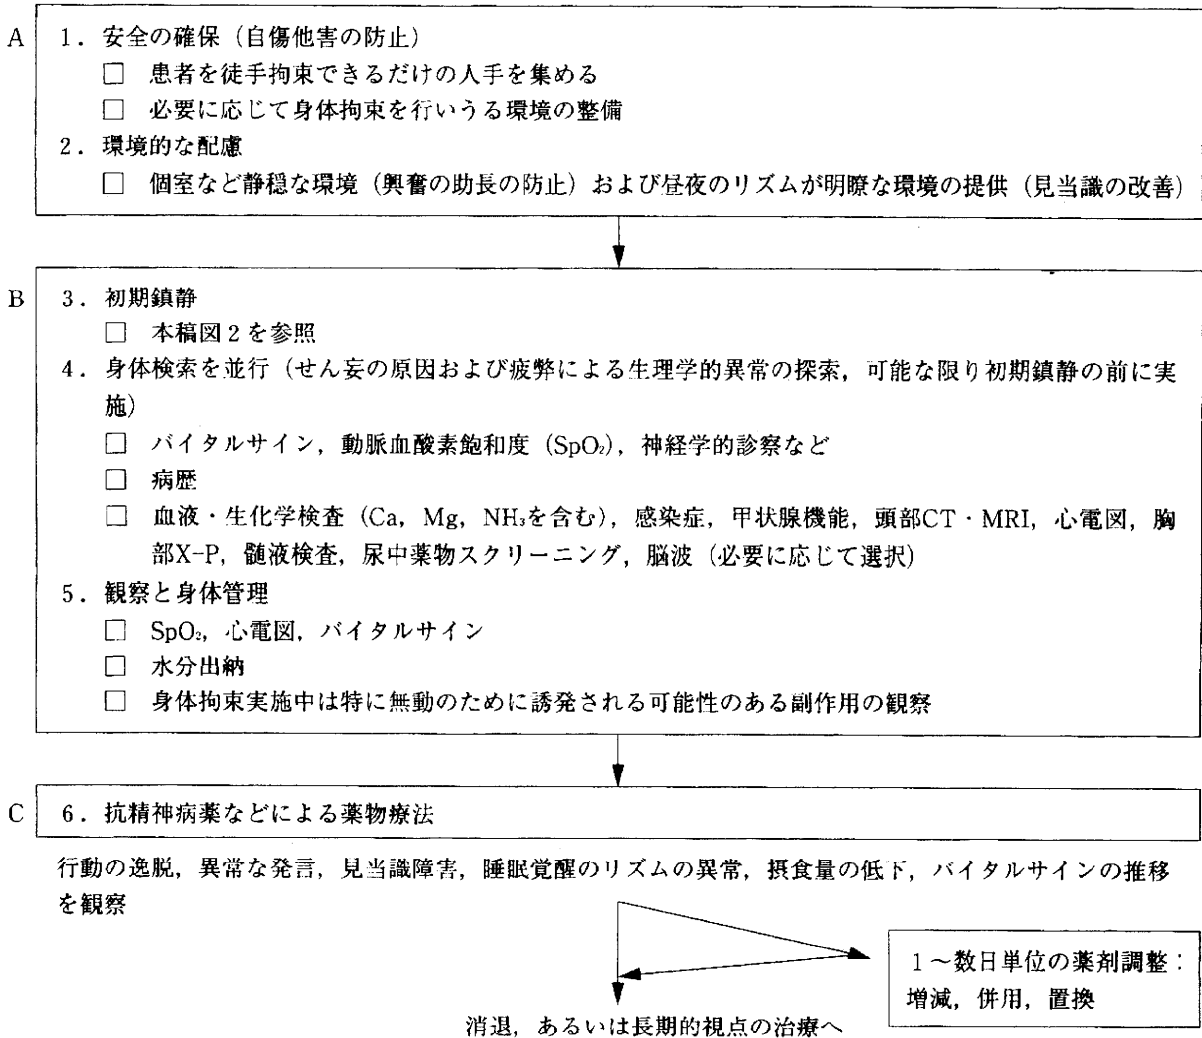 A
1．安全の確保（自傷他害の防止）
□ 患者を徒手拘束できるだけの人手を集める
□ 必要に応じて身体拘束を行いうる環境の整備
2．環境的な配慮
□ 個室など静穏な環境（興奮の助長の防止）および昼夜のリズムが明瞭な環境の提供（見当識の改善）
B
3．初期鎮静
□ 本稿図2を参照
4．身体検索を並行（せん妄の原因および疲弊による生理学的異常の探索，可能な限り初期鎮静の前に実
施）
□ バイタルサイン，動脈血酸素飽和度（SpO₂），神経学的診察など
□ 病歴
□ 血液・生化学検査（Ca，Mg，NH₃を含む），感染症，甲状腺機能，頭部CT・MRI，心電図，胸
部X-P，髄液検査，尿中薬物スクリーニング，脳波（必要に応じて選択）
5．観察と身体管理
□ SpO₂，心電図，バイタルサイン
□ 水分出納
□ 身体拘束実施中は特に無動のために誘発される可能性のある副作用の観察
C
6．抗精神病薬などによる薬物療法
行動の逸脱，異常な発言，見当識障害，睡眠覚醒のリズムの異常，摂食量の低下，バイタルサインの推移
を観察
1～数日単位の薬剤調整：
増減，併用，置換
消退，あるいは長期的視点の治療へ